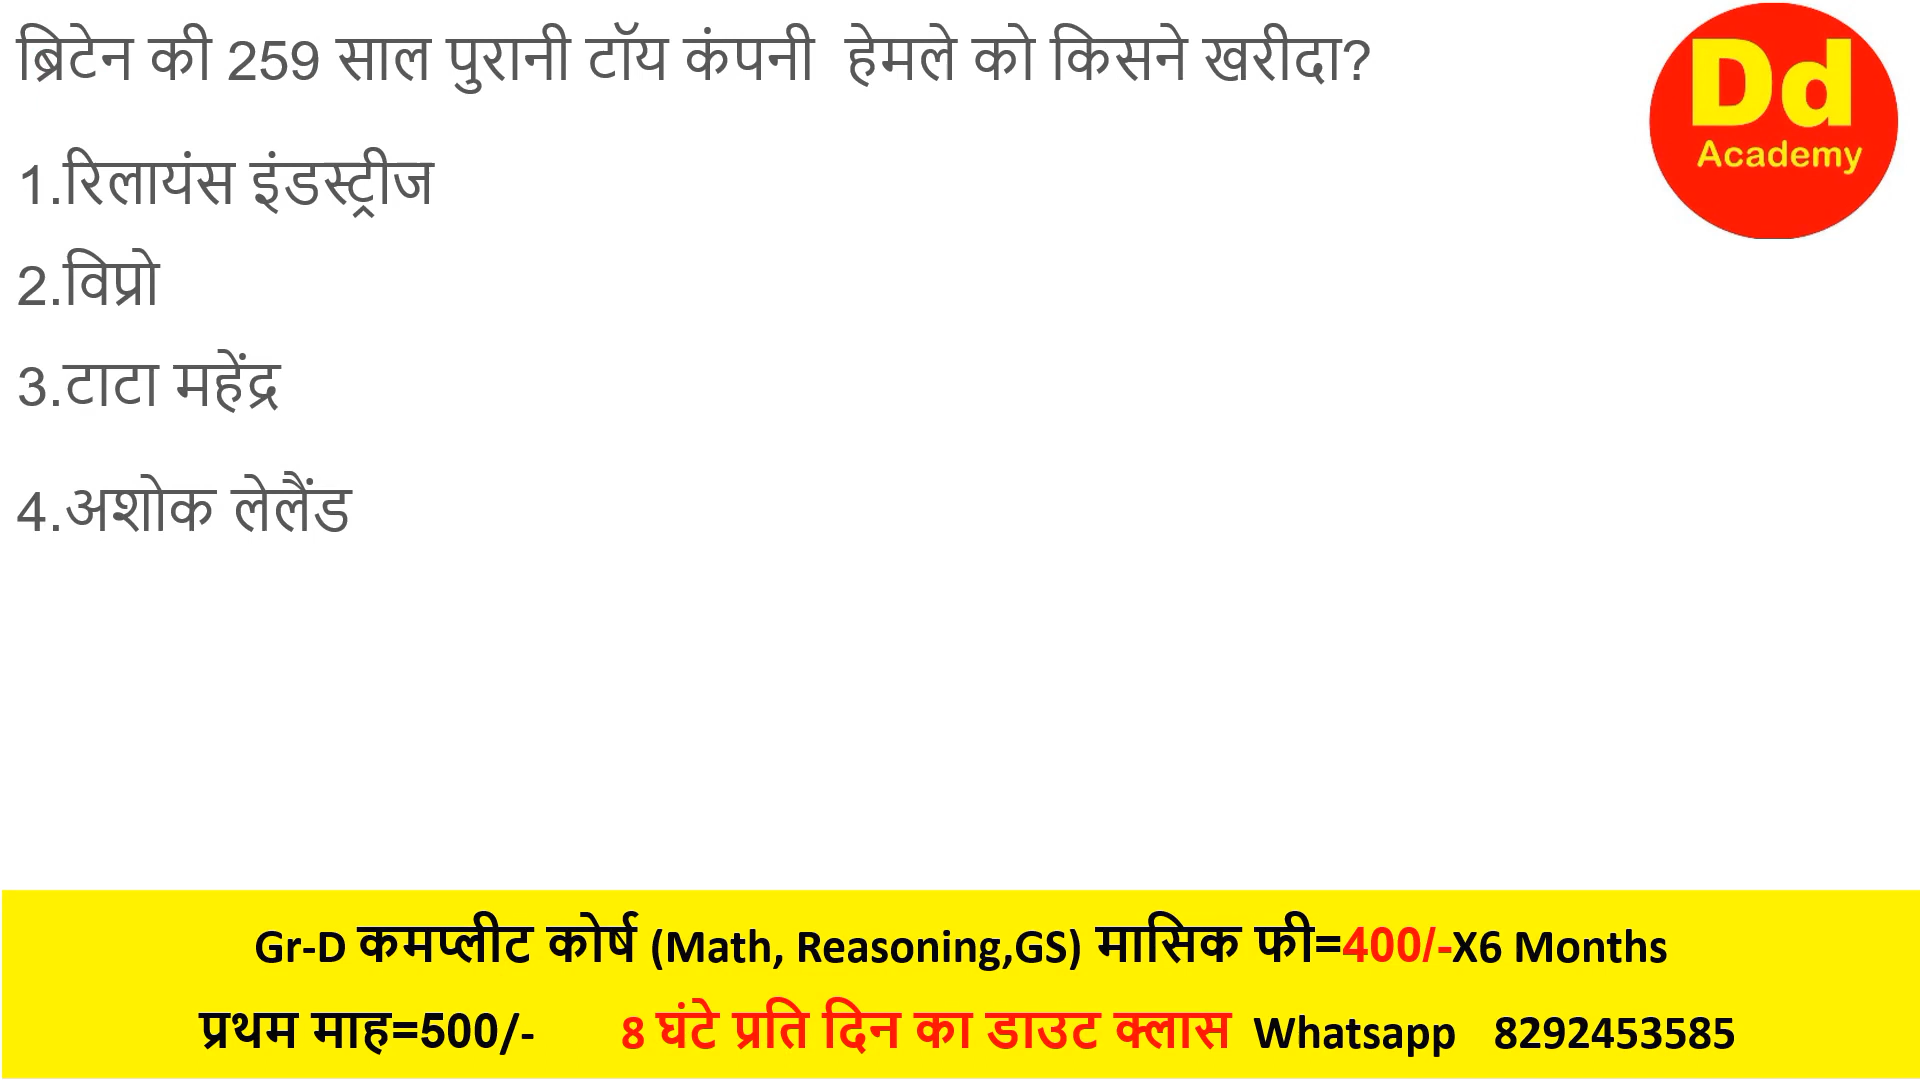 ब्रिटेन की 259 साल पुरानी टॉय कंपनी  हेमले को किसने खरीदा?
Dd
Academy
1.रिलायंस इंडस्ट्रीज
2.विप्रो
3.टाटा महेंद्र
4.अशोक लेलैंड
Gr-D कमप्लीट कोर्ष (Math, Reasoning,GS) मासिक फी=400/-X6 Months
प्रथम माह=500/- 8 घंटे प्रति दिन का डाउट क्लास Whatsapp 8292453585